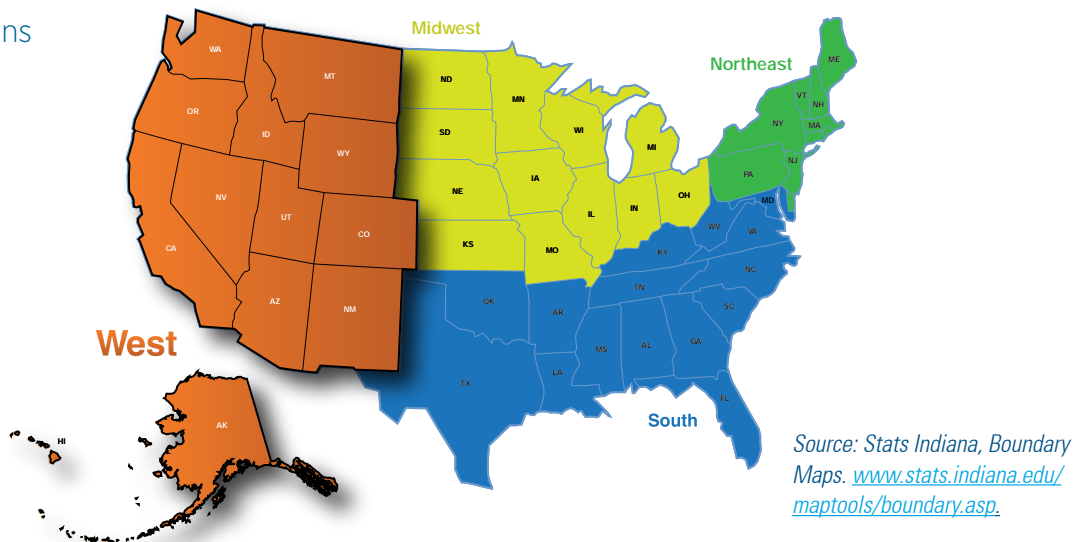 ns
Midwest
Northeast
West
South
WA
MT
ND
MN
ME
VT
NH
OR
ID
SD
WI
NY
MA
MI
WY
NE
IA
PA
NJ
NV
UT
IL
IN
OH
MD
CA
CO
KS
MO
WV
VA
KY
AZ
NM
OK
AR
TN
NC
SC
TX
LA
MS
AL
GA
FL
AK
HI
Source: Stats Indiana, Boundary
Maps. www.stats.indiana.edu/
maptools/boundary.asp.